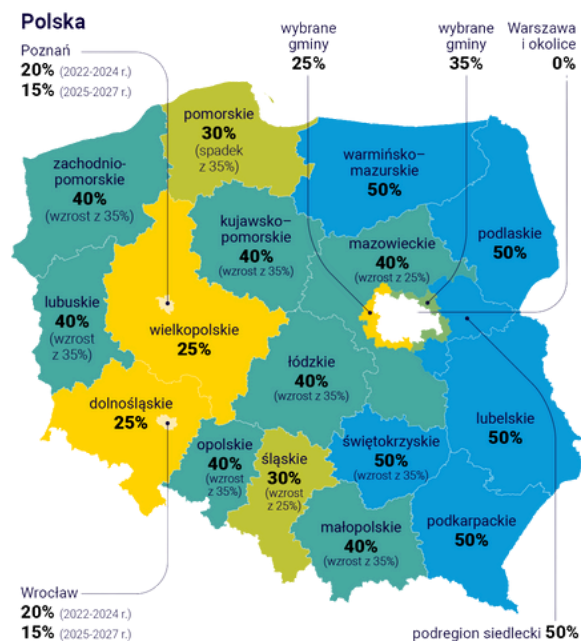 Polska
Poznań
20% (2022-2024 r.)
15% (2025-2027 r.)
wybrane
gminy
25%
wybrane
gminy
35%
Warszawa
i okolice
0%
pomorskie
30%
(spadek
z 35%)
zachodnio-
pomorskie
40%
(wzrost z 35%)
warmińsko–
mazurskie
50%
kujawsko–
pomorskie
40%
(wzrost z 35%)
mazowieckie
40%
(wzrost z 25%)
podlaskie
50%
lubuskie
40%
(wzrost
z 35%)
wielkopolskie
25%
łódzkie
40%
(wzrost z 35%)
dolnośląskie
25%
lubelskie
50%
opolskie
40%
(wzrost
z 35%)
śląskie
30%
(wzrost
z 25%)
świętokrzyskie
50%
(wzrost z 35%)
małopolskie
40%
(wzrost z 35%)
podkarpackie
50%
Wrocław
20% (2022-2024 r.)
15% (2025-2027 r.)
podregion siedlecki 50%